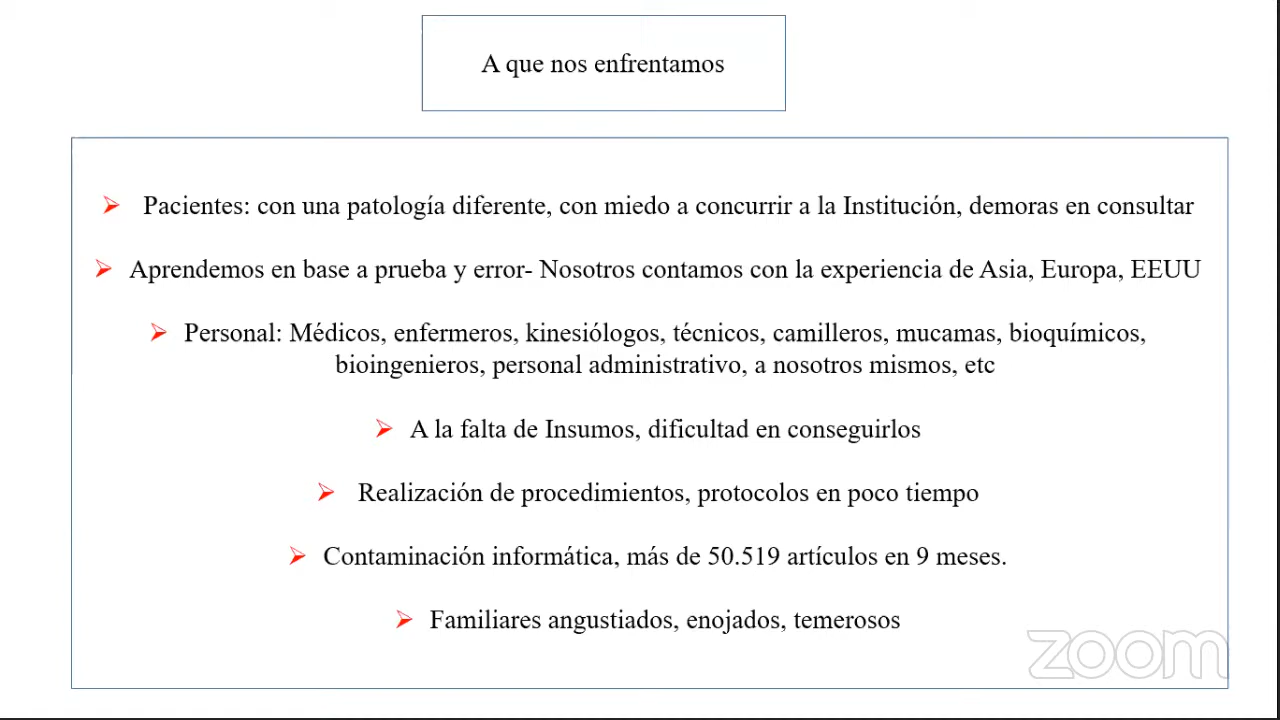 A que nos enfrentamos
Pacientes: con una patología diferente, con miedo a concurrir a la Institución, demoras en consultar
Aprendemos en base a prueba y error- Nosotros contamos con la experiencia de Asia, Europa, EEUU
Personal: Médicos, enfermeros, kinesiólogos, técnicos, camilleros, mucamas, bioquímicos,
bioingenieros, personal administrativo, a nosotros mismos, etc
A la falta de Insumos, dificultad en conseguirlos
Realización de procedimientos, protocolos en poco tiempo
Contaminación informática, más de 50.519 artículos en 9 meses.
Familiares angustiados, enojados, temerosos
zoom